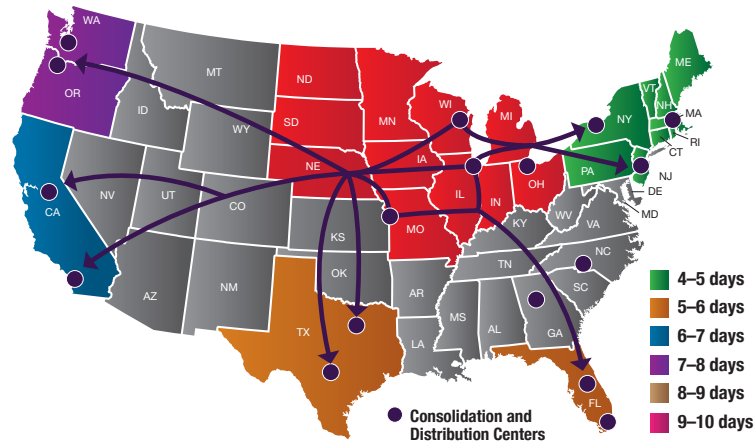 WA
ME
MT
ND
VT
NH
OR
MN
WI
NY
MA
ID
SD
MI
RI
WY
CT
IA
PA
NJ
NE
OH
DE
NV
UT
IL
IN
MD
CA
CO
WV
VA
KS
MO
KY
NC
TN
OK
SC
AZ
NM
AR
MS
AL
GA
TX
LA
FL
4–5 days
5–6 days
6–7 days
7–8 days
8–9 days
9–10 days
Consolidation and
Distribution Centers